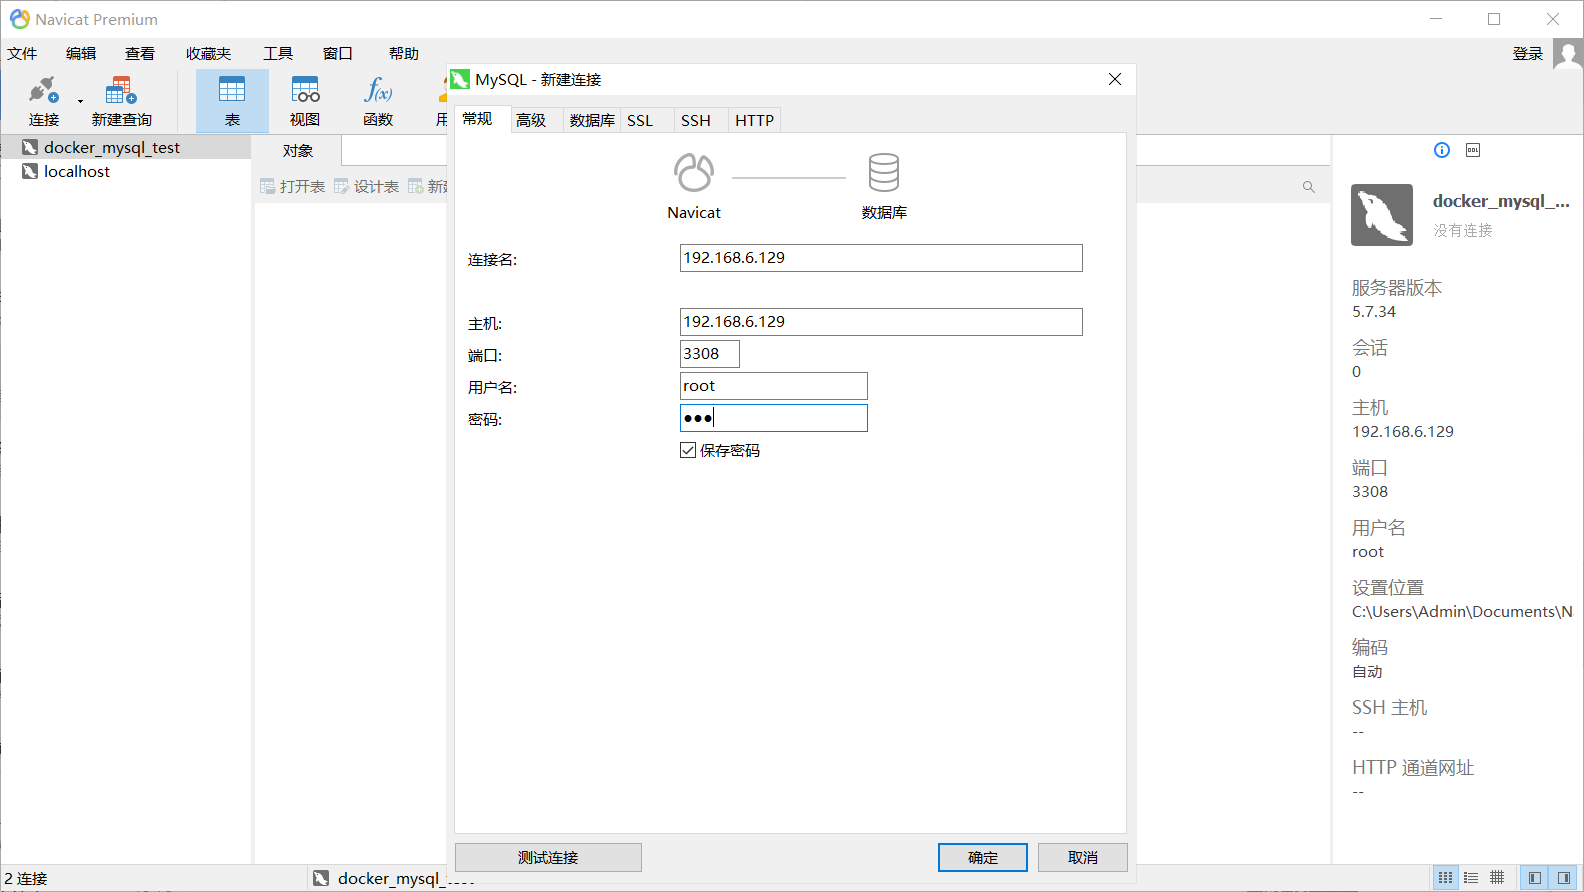 Navicat Premium
文件 编辑 查看 收藏夹 工具 窗口 帮助 登录
连接 新建查询 表 视图 函数
docker_mysql_test
localhost
对象
打开表 设计表 新建
MySQL - 新建连接
常规 高级 数据库 SSL SSH HTTP
Navicat 数据库
连接名: 192.168.6.129
主机: 192.168.6.129
端口: 3308
用户名: root
密码: ●●●
保存密码
测试连接 确定 取消
DDL
docker_mysql_...
没有连接
服务器版本
5.7.34
会话
0
主机
192.168.6.129
端口
3308
用户名
root
设置位置
C:\Users\Admin\Documents\N
编码
自动
SSH 主机
--
HTTP 通道网址
--
2 连接 docker_mysql_test